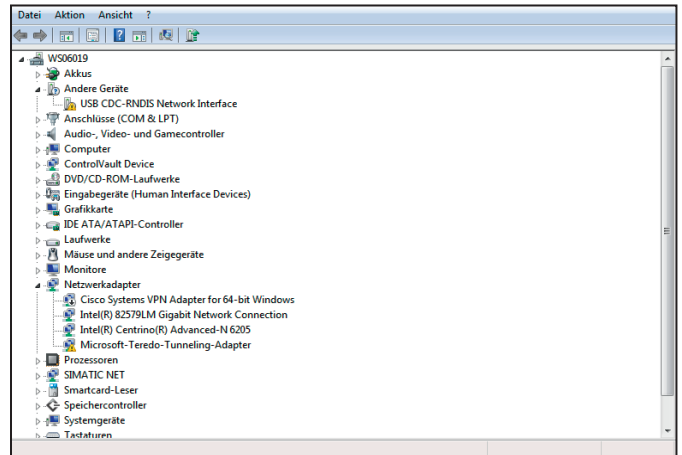 Datei Aktion Ansicht ?
WS06019
Akkus
Andere Geräte
USB CDC-RNDIS Network Interface
Anschlüsse (COM & LPT)
Audio-, Video- und Gamecontroller
Computer
ControlVault Device
DVD/CD-ROM-Laufwerke
Eingabegeräte (Human Interface Devices)
Grafikkarte
IDE ATA/ATAPI-Controller
Laufwerke
Mäuse und andere Zeigegeräte
Monitore
Netzwerkadapter
Cisco Systems VPN Adapter for 64-bit Windows
Intel(R) 82579LM Gigabit Network Connection
Intel(R) Centrino(R) Advanced-N 6205
Microsoft-Teredo-Tunneling-Adapter
Prozessoren
SIMATIC NET
Smartcard-Leser
Speichercontroller
Systemgeräte
Tastaturen